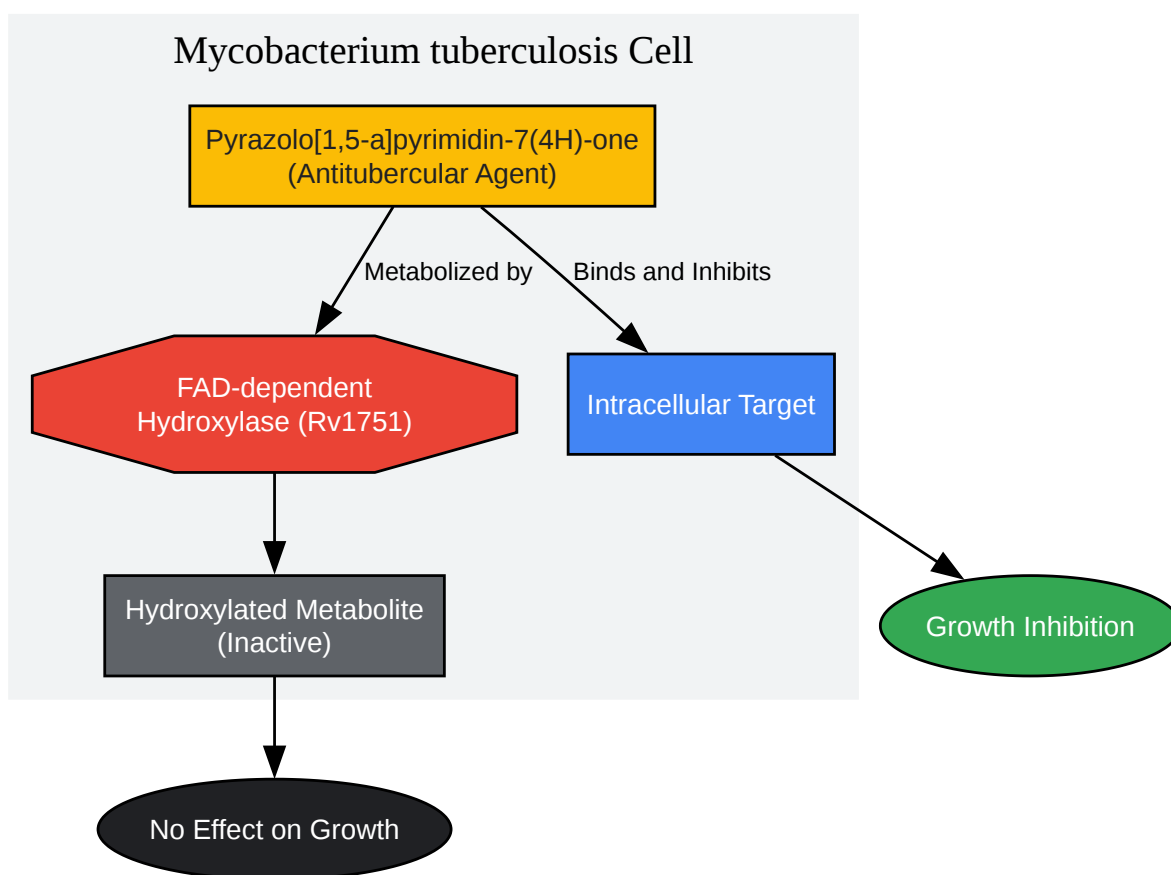 Mycobacterium tuberculosis Cell
Pyrazolo[1,5-a]pyrimidin-7(4H)-one
(Antitubercular Agent)
Metabolized by
Binds and Inhibits
FAD-dependent
Hydroxylase (Rv1751)
Intracellular Target
Hydroxylated Metabolite
(Inactive)
Growth Inhibition
No Effect on Growth